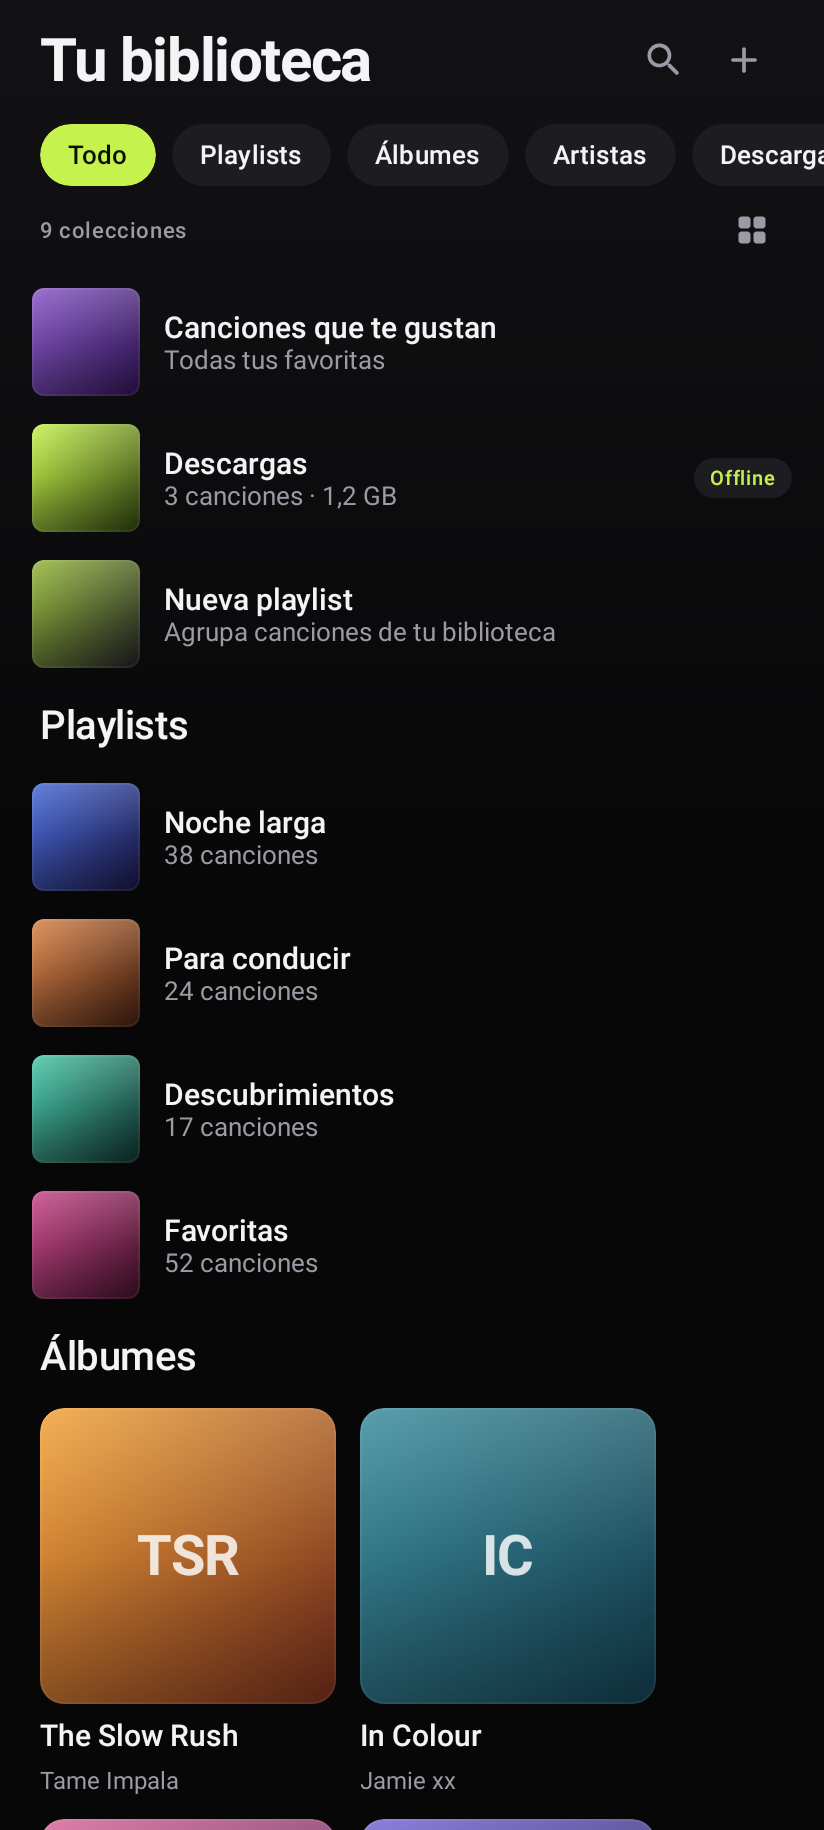 Tu biblioteca
Todo
Playlists
Álbumes
Artistas
Descarga
9 colecciones
Canciones que te gustan
Todas tus favoritas
Descargas
3 canciones · 1,2 GB
Offline
Nueva playlist
Agrupa canciones de tu biblioteca
Playlists
Noche larga
38 canciones
Para conducir
24 canciones
Descubrimientos
17 canciones
Favoritas
52 canciones
Álbumes
TSR
IC
The Slow Rush
Tame Impala
In Colour
Jamie xx